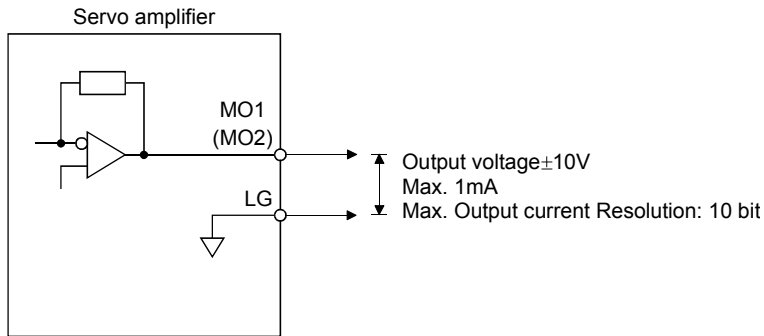 Servo amplifier
MO1
(MO2)
LG
Output voltage±10V
Max. 1mA
Max. Output current Resolution: 10 bit